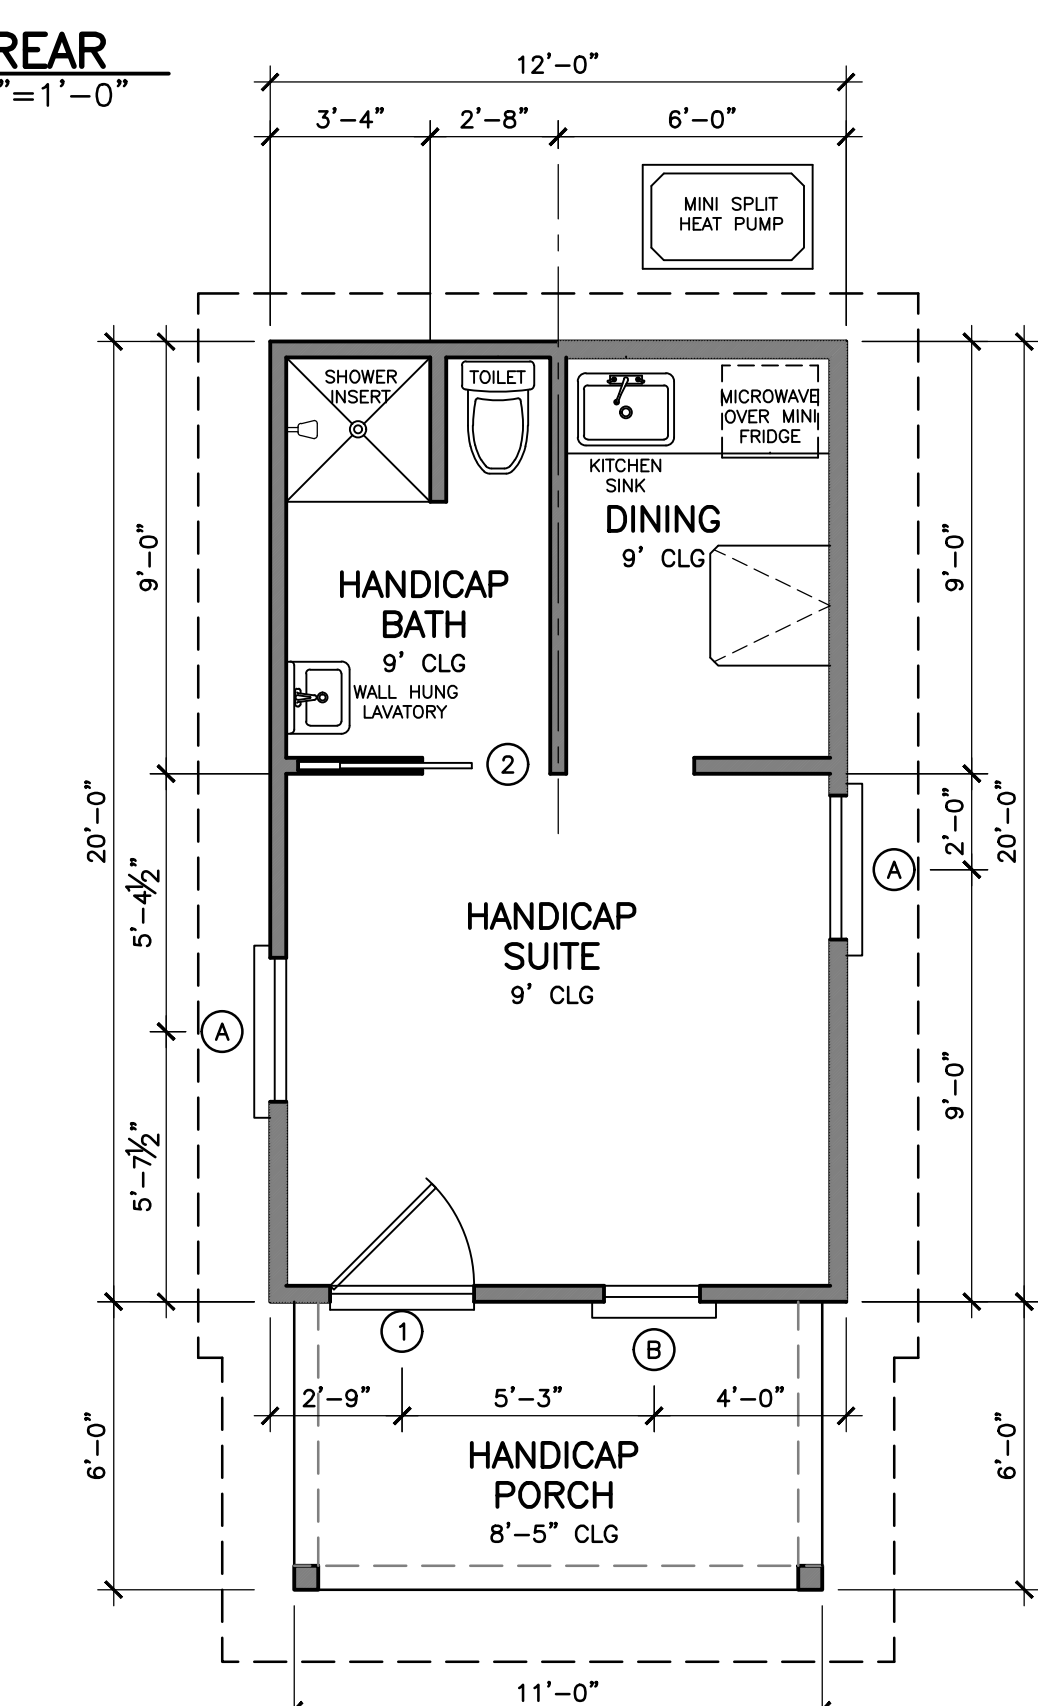 REAR
"=1'-0"
12'-0"
3'-4"
2'-8"
6'-0"
MINI SPLIT
HEAT PUMP
SHOWER
INSERT
TOILET
MICROWAVE
OVER MINI
FRIDGE
KITCHEN
SINK
DINING
9' CLG
9'-0"
9'-0"
HANDICAP
BATH
9' CLG
WALL HUNG
LAVATORY
2
20'-0"
5'-4½"
2'-0"
20'-0"
A
HANDICAP
SUITE
9' CLG
A
9'-0"
5'-7½"
1
B
2'-9"
5'-3"
4'-0"
6'-0"
6'-0"
HANDICAP
PORCH
8'-5" CLG
11'-0"